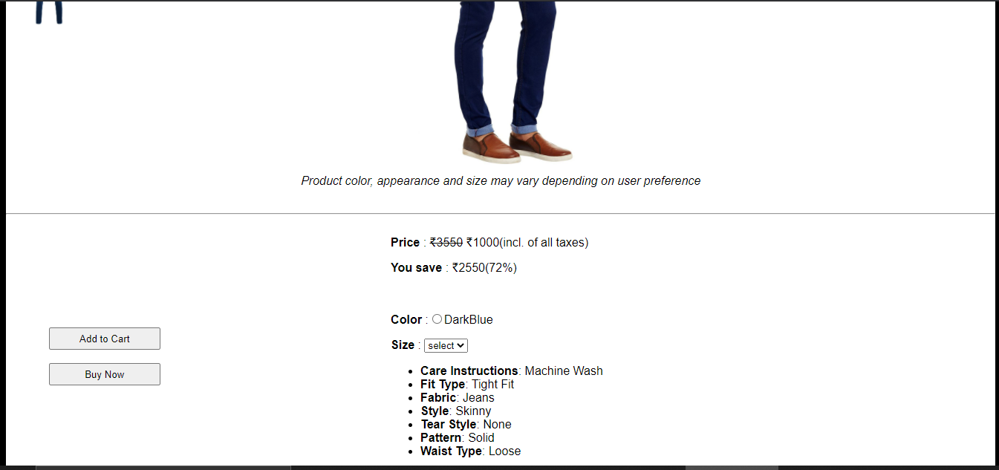 Product color, appearance and size may vary depending on user preference
Price : ₹3550 ₹1000(incl. of all taxes)
You save : ₹2550(72%)
Color : DarkBlue
Size : select
Add to Cart
Buy Now
Care Instructions: Machine Wash
Fit Type: Tight Fit
Fabric: Jeans
Style: Skinny
Tear Style: None
Pattern: Solid
Waist Type: Loose